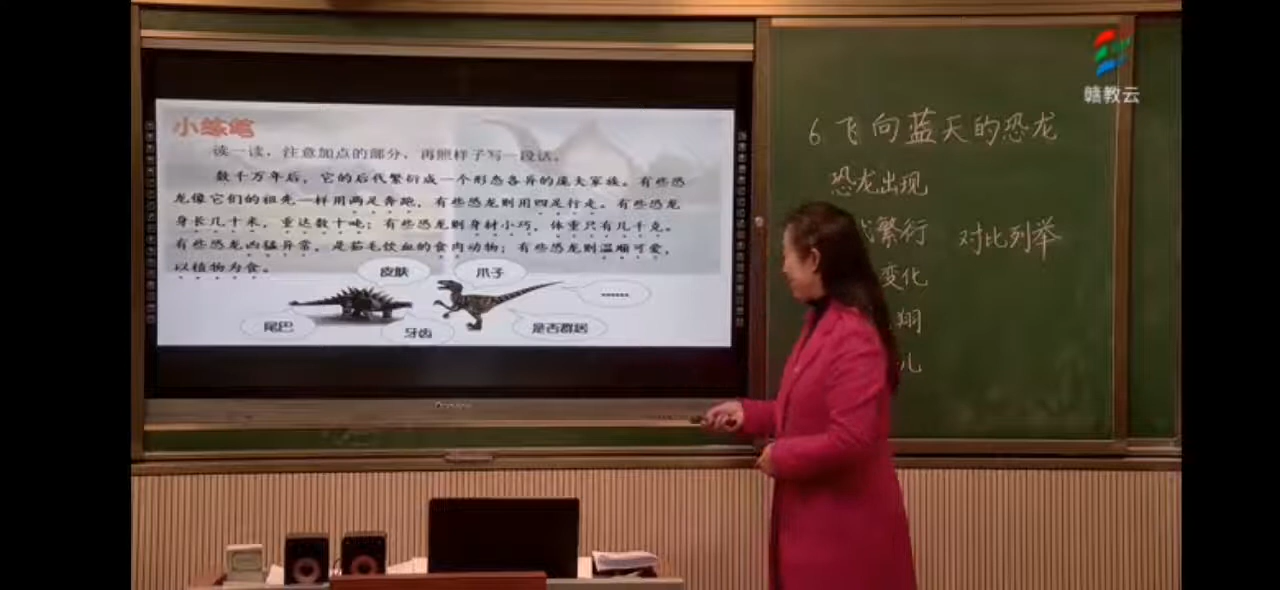 小练笔
读一读，注意加点的部分，再照样子写一段话。
数千万年后，它的后代繁衍成一个形态各异的庞大家族。有些恐
龙像它们的祖先一样用两足奔跑，有些恐龙则用四足行走。有些恐龙
身长几十米，重达数十吨；有些恐龙则身材小巧，体重只有几千克。
有些恐龙凶猛异常，是茹毛饮血的食肉动物；有些恐龙则温顺可爱，
以植物为食。
皮肤
爪子
……
尾巴
牙齿
是否群居
赣教云
6 飞向蓝天的恐龙
恐龙出现
繁衍
对比列举
变化
翔
儿